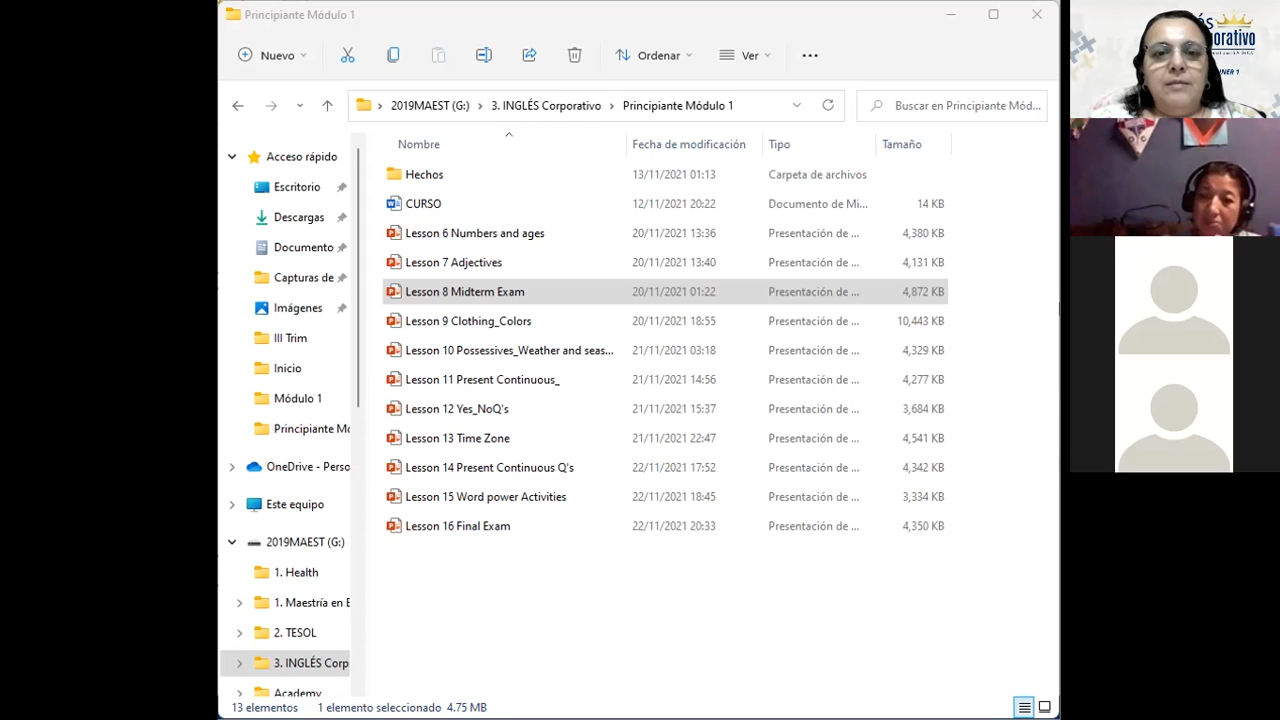 Principiante Módulo 1
Nuevo
Ordenar
Ver
2019MAEST (G:) > 3. INGLÉS Corporativo > Principiante Módulo 1
Buscar en Principiante Mód...
Nombre Fecha de modificación Tipo Tamaño
Hechos 13/11/2021 01:13 Carpeta de archivos
CURSO 12/11/2021 20:22 Documento de Mi... 14 KB
Lesson 6 Numbers and ages 20/11/2021 13:36 Presentación de ... 4,380 KB
Lesson 7 Adjectives 20/11/2021 13:40 Presentación de ... 4,131 KB
Lesson 8 Midterm Exam 20/11/2021 01:22 Presentación de ... 4,872 KB
Lesson 9 Clothing_Colors 20/11/2021 18:55 Presentación de ... 10,443 KB
Lesson 10 Possessives_Weather and seas... 21/11/2021 03:18 Presentación de ... 4,329 KB
Lesson 11 Present Continuous_ 21/11/2021 14:56 Presentación de ... 4,277 KB
Lesson 12 Yes_NoQ's 21/11/2021 15:37 Presentación de ... 3,684 KB
Lesson 13 Time Zone 21/11/2021 22:47 Presentación de ... 4,541 KB
Lesson 14 Present Continuous Q's 22/11/2021 17:52 Presentación de ... 4,342 KB
Lesson 15 Word power Activities 22/11/2021 18:45 Presentación de ... 3,334 KB
Lesson 16 Final Exam 22/11/2021 20:33 Presentación de ... 4,350 KB
Acceso rápido
Escritorio
Descargas
Documento
Capturas de
Imágenes
III Trim
Inicio
Módulo 1
Principiante Mó
OneDrive - Perso
Este equipo
2019MAEST (G:)
1. Health
1. Maestría en E
2. TESOL
3. INGLÉS Corp
Academy
13 elementos 1 elemento seleccionado 4.75 MB